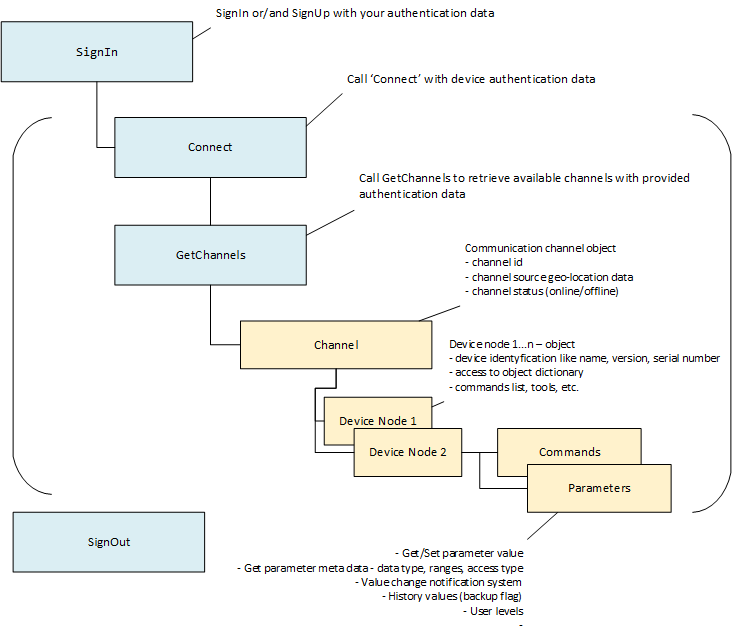 SignIn or/and SignUp with your authentication data
SignIn
Call ‘Connect’ with device authentication data
Connect
Call GetChannels to retrieve available channels with provided
authentication data
GetChannels
Communication channel object
- channel id
- channel source geo-location data
- channel status (online/offline)
Channel
Device node 1...n – object
- device identyfication like name, version, serial number
- access to object dictionary
- commands list, tools, etc.
Device Node 1
Device Node 2
Commands
Parameters
SignOut
- Get/Set parameter value
- Get parameter meta data - data type, ranges, access type
- Value change notification system
- History values (backup flag)
- User levels
-